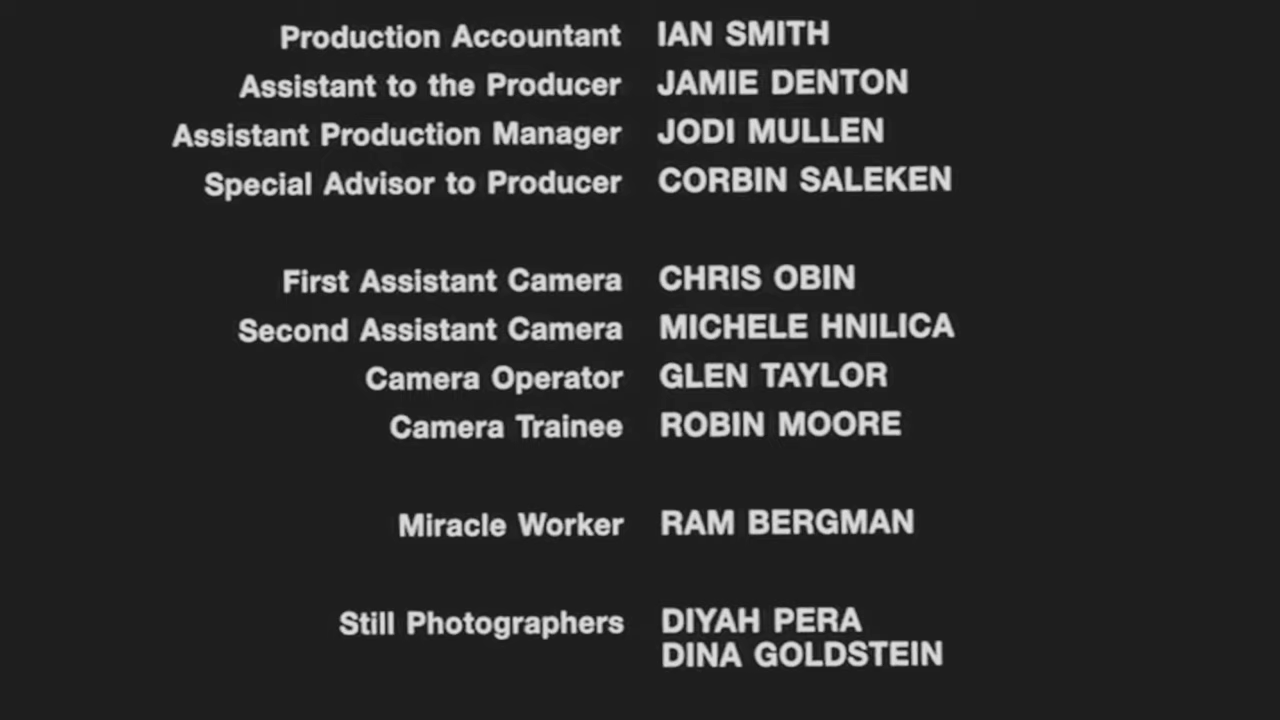 Production Accountant IAN SMITH
Assistant to the Producer JAMIE DENTON
Assistant Production Manager JODI MULLEN
Special Advisor to Producer CORBIN SALEKEN
First Assistant Camera CHRIS OBIN
Second Assistant Camera MICHELE HNILICA
Camera Operator GLEN TAYLOR
Camera Trainee ROBIN MOORE
Miracle Worker RAM BERGMAN
Still Photographers DIYAH PERA
DINA GOLDSTEIN